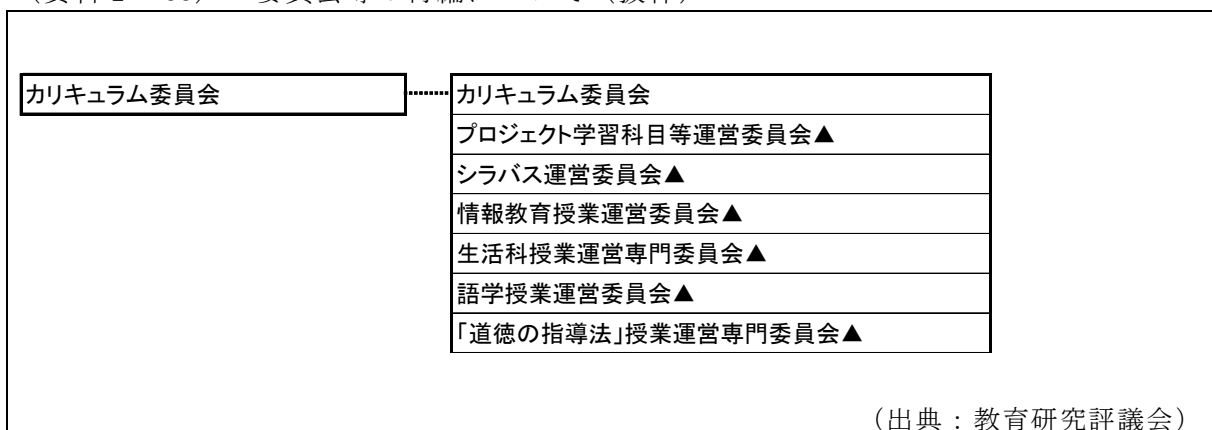 カリキュラム委員会
カリキュラム委員会
プロジェクト学習科目等運営委員会▲
シラバス運営委員会▲
情報教育授業運営委員会▲
生活科授業運営専門委員会▲
語学授業運営委員会▲
「道徳の指導法」授業運営専門委員会▲
(出典:教育研究評議会)